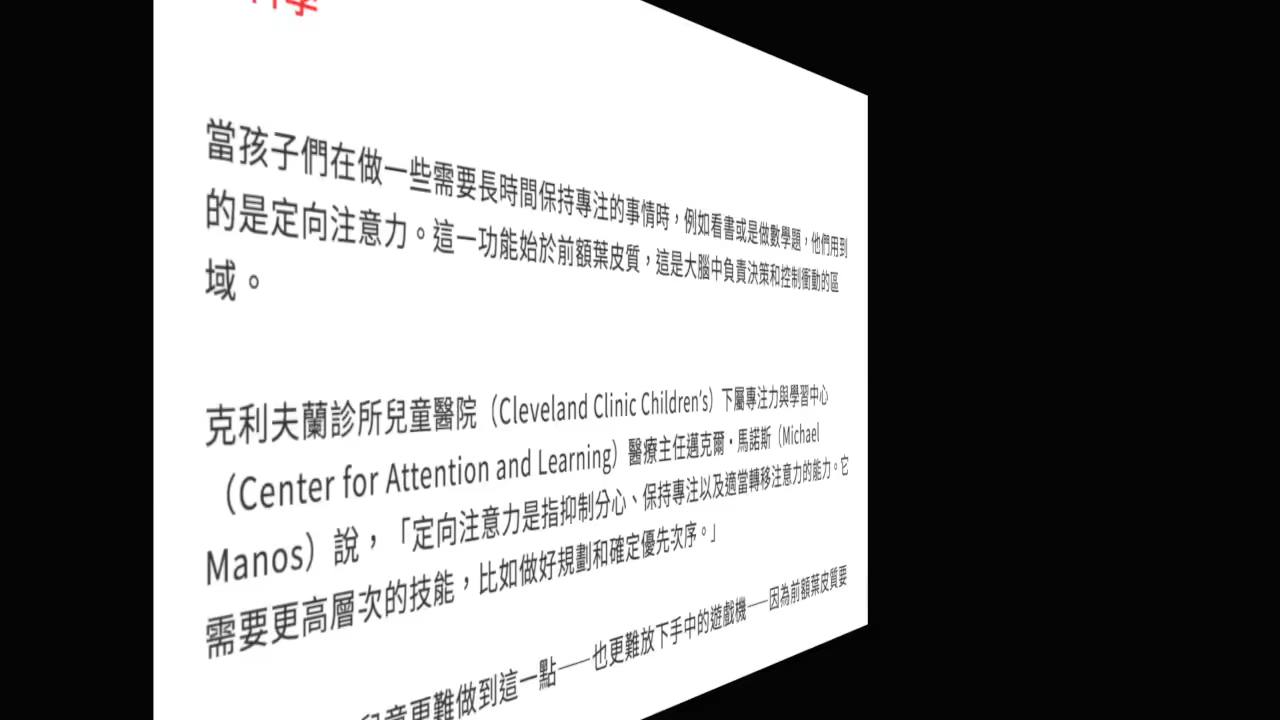 學
當孩子們在做一些需要長時間保持專注的事情時，例如看書或是做數學題，他們用到
的是定向注意力。這一功能始於前額葉皮質，這是大腦中負責決策和控制衝動的區
域。
克利夫蘭診所兒童醫院（Cleveland Clinic Children's）下屬專注力與學習中心
（Center for Attention and Learning）醫療主任邁克爾·馬諾斯（Michael
Manos）說，「定向注意力是指抑制分心、保持專注以及適當轉移注意力的能力。它
需要更高層次的技能，比如做好規劃和確定優先次序。」
兒童更難做到這一點——也更難放下手中的遊戲機——因為前額葉皮質要